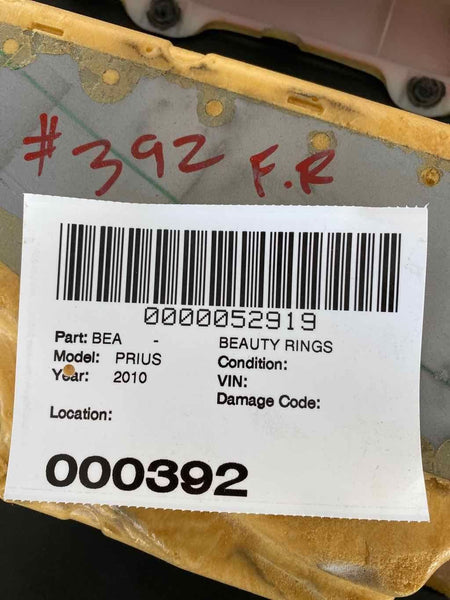 #392 F.R
0000052919
Part: BEA - BEAUTY RINGS
Model: PRIUS Condition:
Year: 2010 VIN:
Damage Code:
Location:
000392